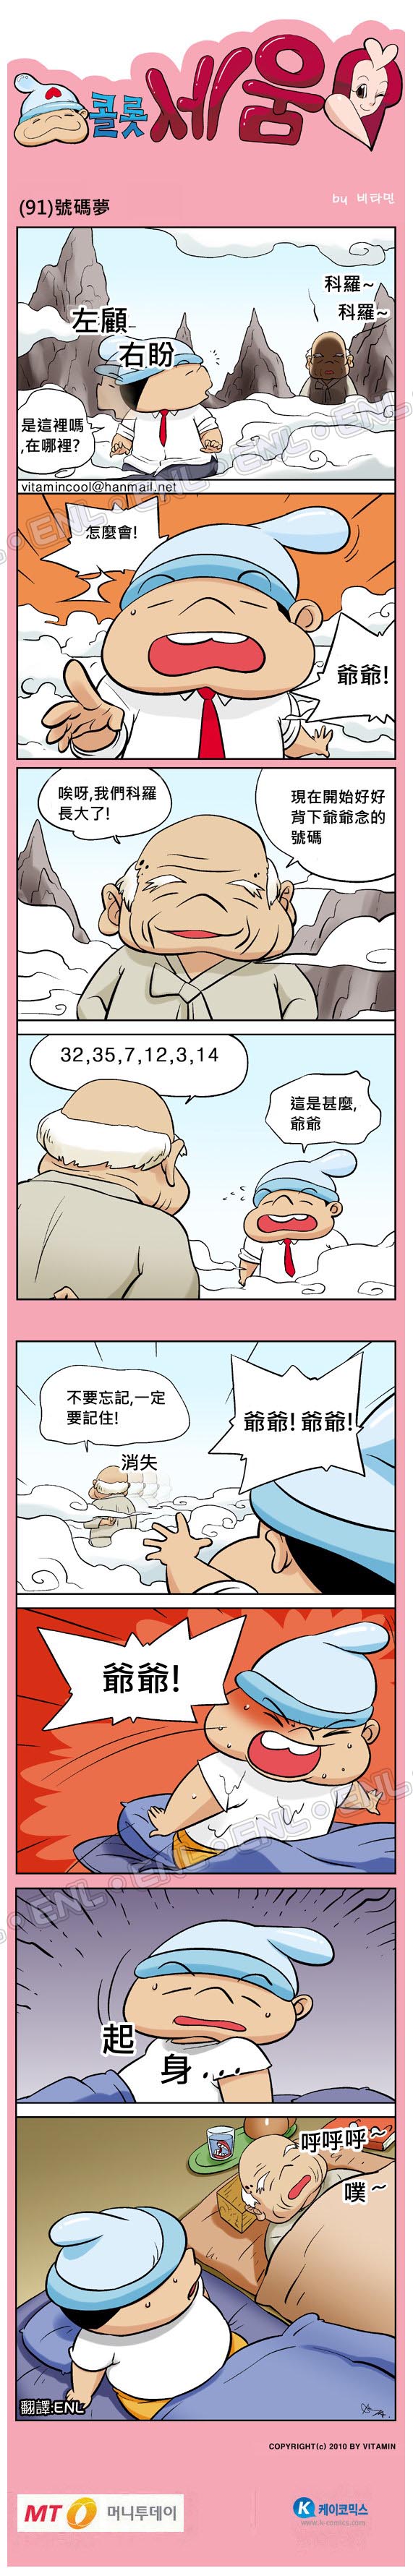 콜롯
세움
(91)號碼夢
by 비타민
科羅~
科羅~
左顧
右盼
是這裡嗎
,在哪裡?
vitamincool@hanmail.net
怎麼會!
爺爺!
唉呀,我們科羅
長大了!
現在開始好好
背下爺爺念的
號碼
32,35,7,12,3,14
這是甚麼,
爺爺
不要忘記,一定
要記住!
消失
爺爺! 爺爺!
爺爺!
起
身...
呼呼呼~
噗~
翻譯:ENL
COPYRIGHT(c) 2010 BY VITAMIN
MT 머니투데이
K 케이코믹스
www.k-comics.com